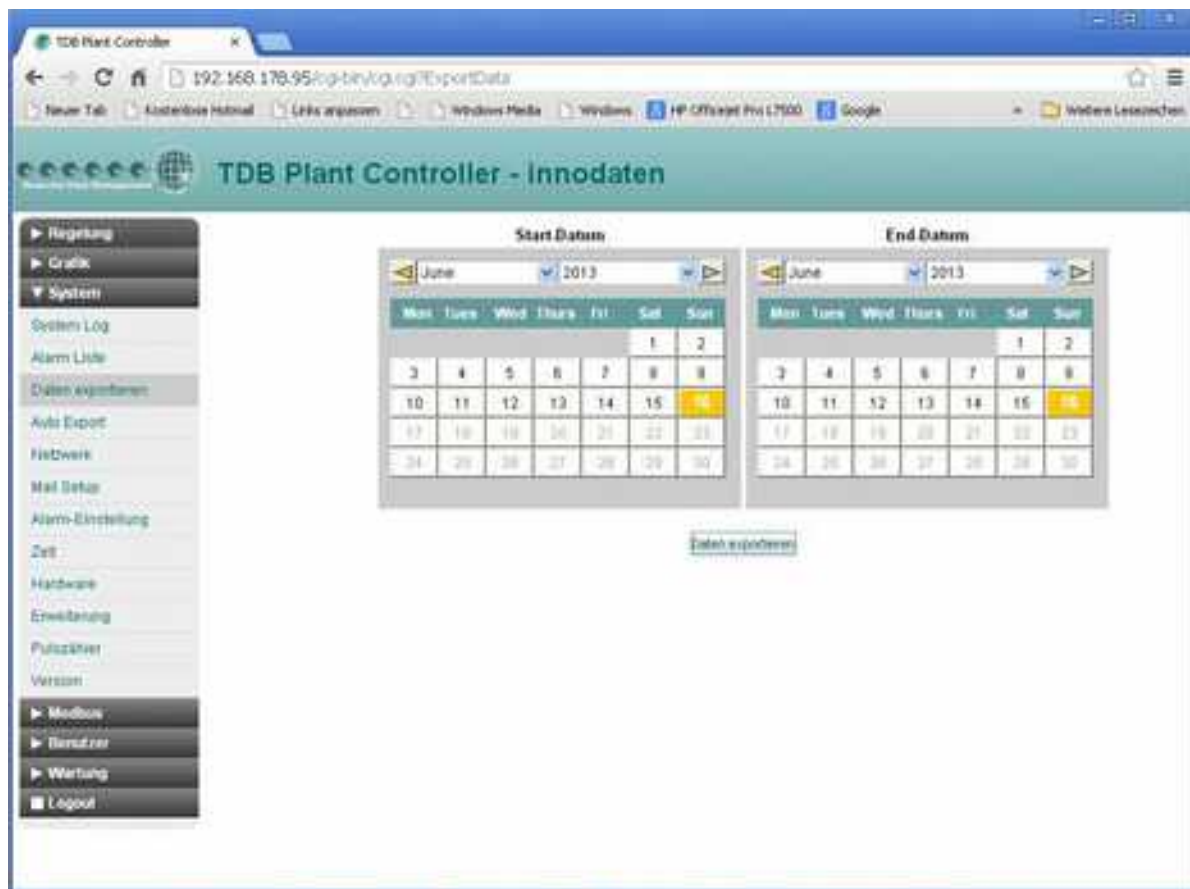 TDB Plant Controller
192.168.178.95/cgi-bin/cgi.cgi?ExportData
Neuer Tab Kostenlose Hotmail Links anpassen Windows Media Windows HP Officejet Pro L7500 Google » Weitere Lesezeichen
TDB Plant Controller - innodaten
Regelung
Grafik
System
System Log
Alarm Liste
Daten exportieren
Auto Export
Netzwerk
Mail Setup
Alarm-Einstellung
Zeit
Hardware
Erweiterung
Pulszähler
Version
Modbus
Benutzer
Wartung
Logout
Start Datum
June 2013
Mon Tues Wed Thurs Fri Sat Sun
1 2
3 4 5 6 7 8 9
10 11 12 13 14 15 16
17 18 19 20 21 22 23
24 25 26 27 28 29 30
End Datum
June 2013
Mon Tues Wed Thurs Fri Sat Sun
1 2
3 4 5 6 7 8 9
10 11 12 13 14 15 16
17 18 19 20 21 22 23
24 25 26 27 28 29 30
Daten exportieren